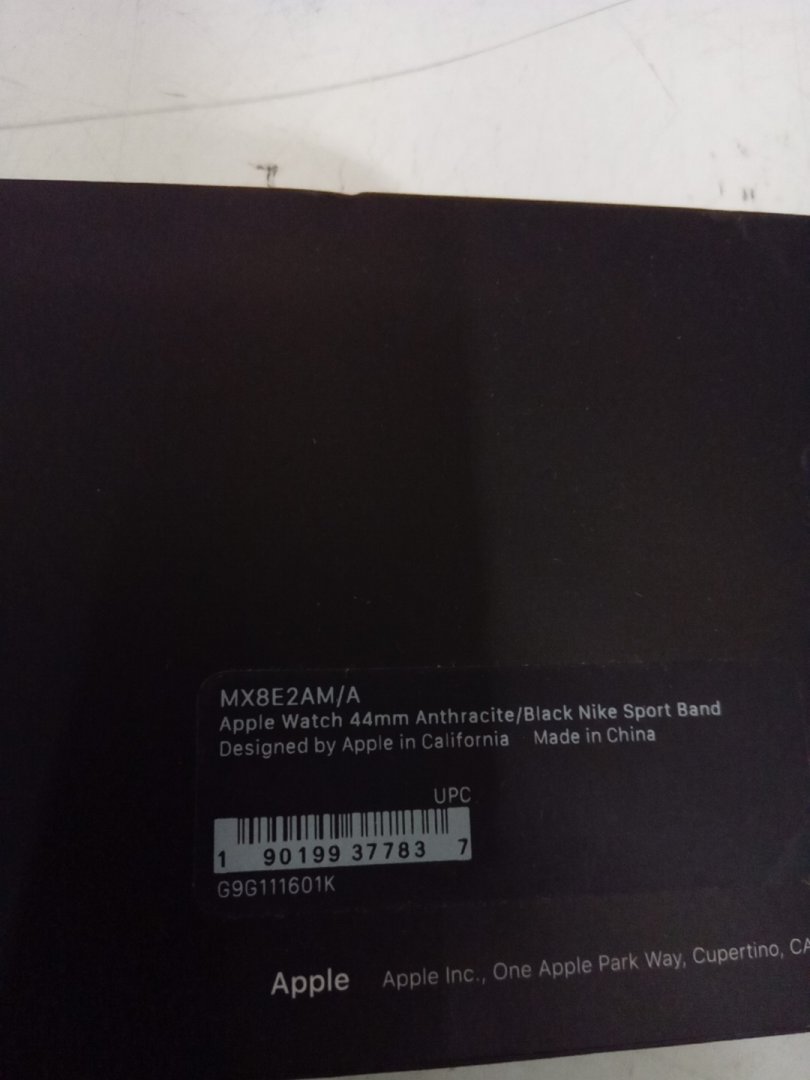 MX8E2AM/A
Apple Watch 44mm Anthracite/Black Nike Sport Band
Designed by Apple in California Made in China
UPC
1 90199 37783 7
G9G111601K
Apple Apple Inc., One Apple Park Way, Cupertino, CA